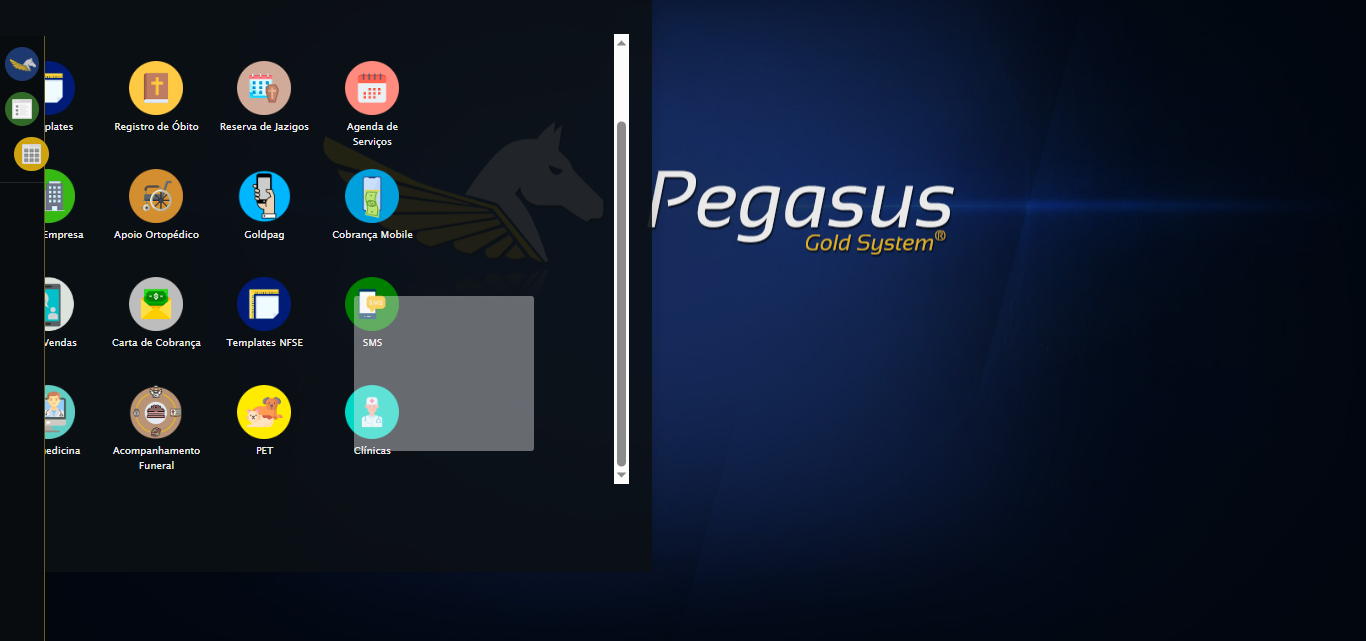 plates
Registro de Óbito
Reserva de Jazigos
Agenda de
Serviços
Empresa
Apoio Ortopédico
Goldpag
Cobrança Mobile
Vendas
Carta de Cobrança
Templates NFSE
SMS
edicina
Acompanhamento
Funeral
PET
Clínicas
Pegasus
Gold System®